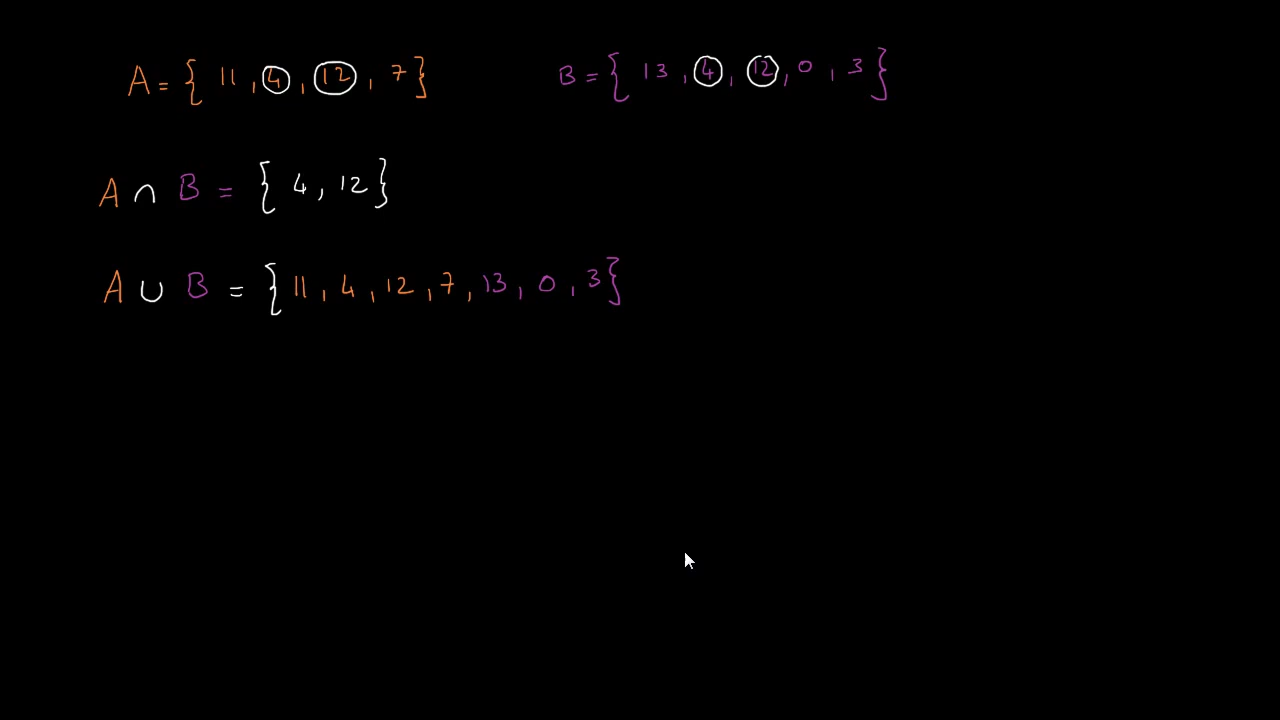 A = { 11 , 4 , 12 , 7 } B = { 13 , 4 , 12 , 0 , 3 }
A ∩ B = { 4 , 12 }
A ∪ B = { 11 , 4 , 12 , 7 , 13 , 0 , 3 }